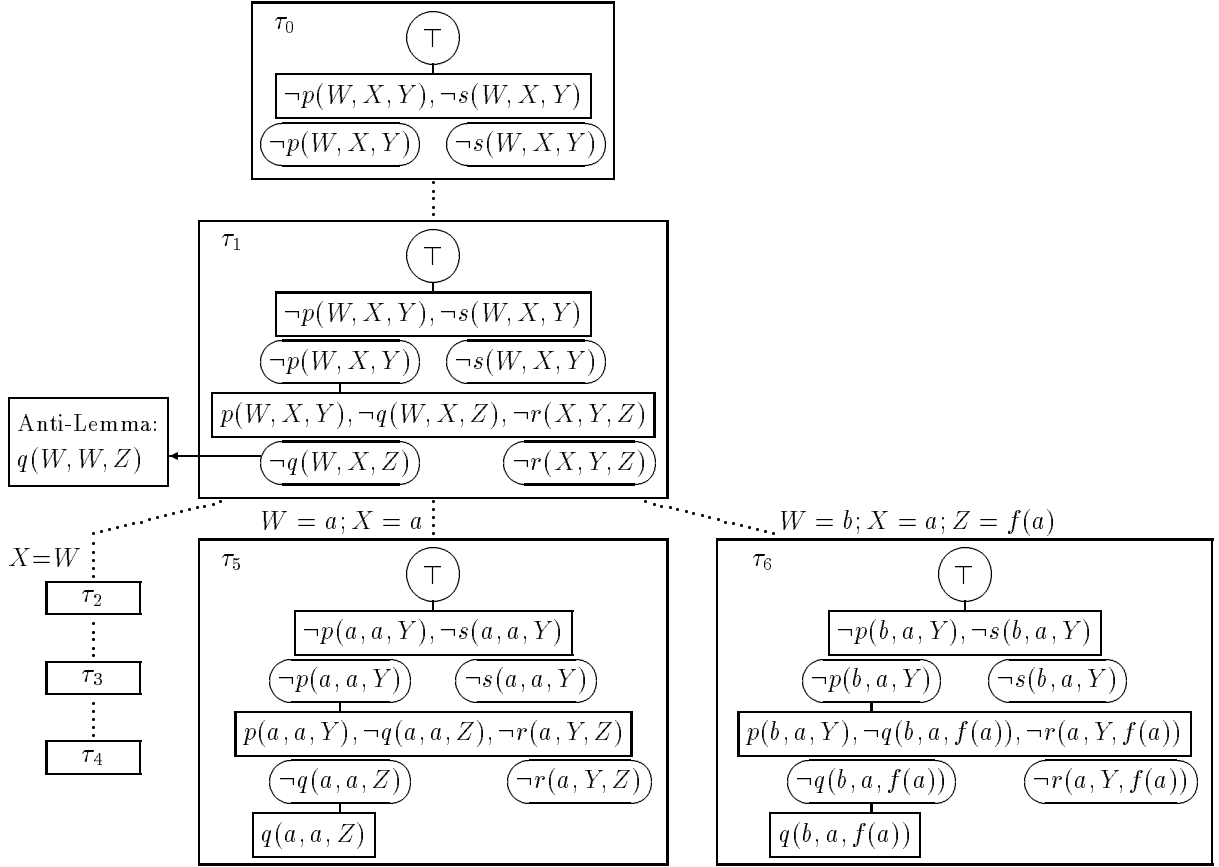 τ₀
⊤
¬p(W, X, Y), ¬s(W, X, Y)
¬p(W, X, Y) ¬s(W, X, Y)
τ₁
⊤
¬p(W, X, Y), ¬s(W, X, Y)
¬p(W, X, Y) ¬s(W, X, Y)
p(W, X, Y), ¬q(W, X, Z), ¬r(X, Y, Z)
¬q(W, X, Z) ¬r(X, Y, Z)
Anti-Lemma:
q(W, W, Z)
X=W
τ₂
τ₃
τ₄
W = a; X = a
τ₅
⊤
¬p(a, a, Y), ¬s(a, a, Y)
¬p(a, a, Y) ¬s(a, a, Y)
p(a, a, Y), ¬q(a, a, Z), ¬r(a, Y, Z)
¬q(a, a, Z) ¬r(a, Y, Z)
q(a, a, Z)
W = b; X = a; Z = f(a)
τ₆
⊤
¬p(b, a, Y), ¬s(b, a, Y)
¬p(b, a, Y) ¬s(b, a, Y)
p(b, a, Y), ¬q(b, a, f(a)), ¬r(a, Y, f(a))
¬q(b, a, f(a)) ¬r(a, Y, f(a))
q(b, a, f(a))